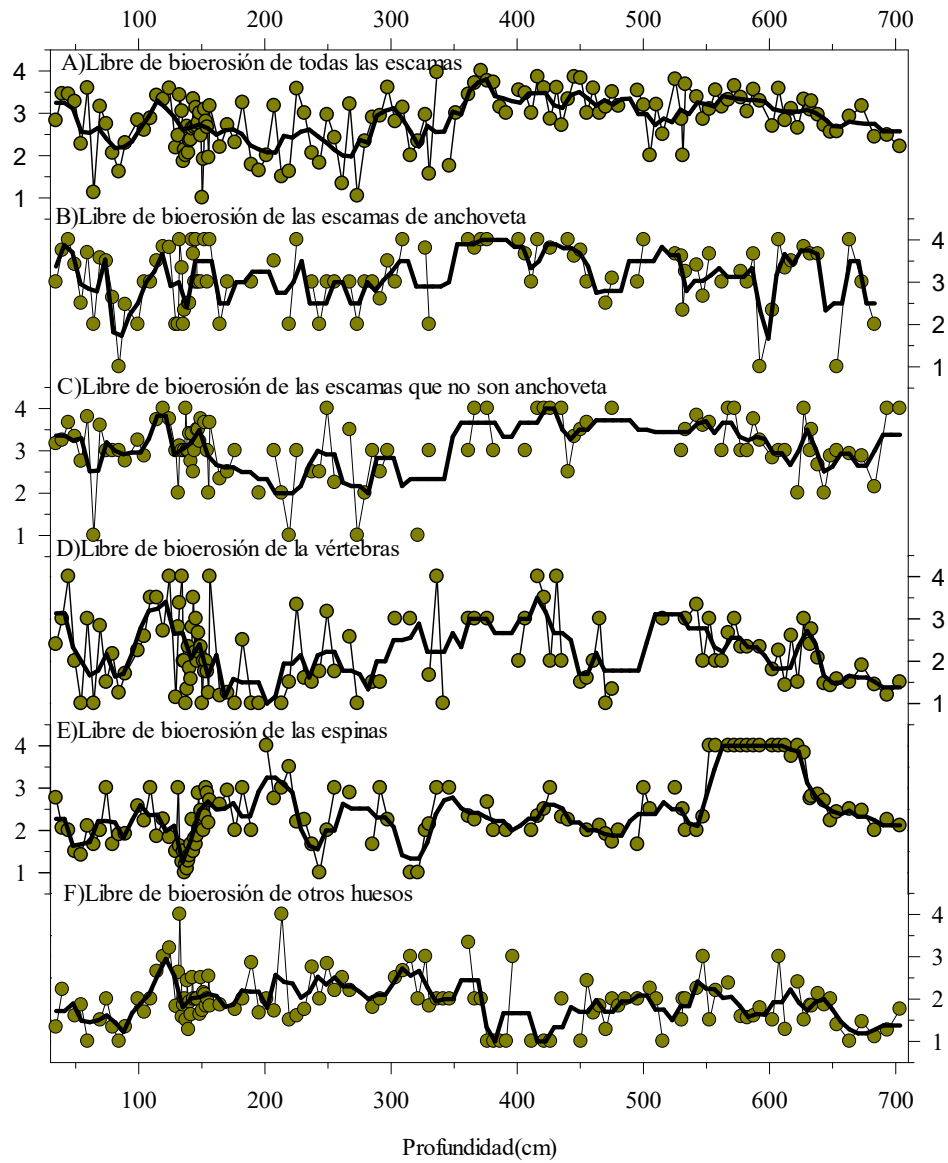 100 200 300 400 500 600 700
A)Libre de bioerosión de todas las escamas
4
3
2
1
B)Libre de bioerosión de las escamas de anchoveta
4
3
2
1
C)Libre de bioerosión de las escamas que no son anchoveta
4
3
2
1
D)Libre de bioerosión de la vértebras
4
3
2
1
E)Libre de bioerosión de las espinas
4
3
2
1
F)Libre de bioerosión de otros huesos
4
3
2
1
100 200 300 400 500 600 700
Profundidad(cm)